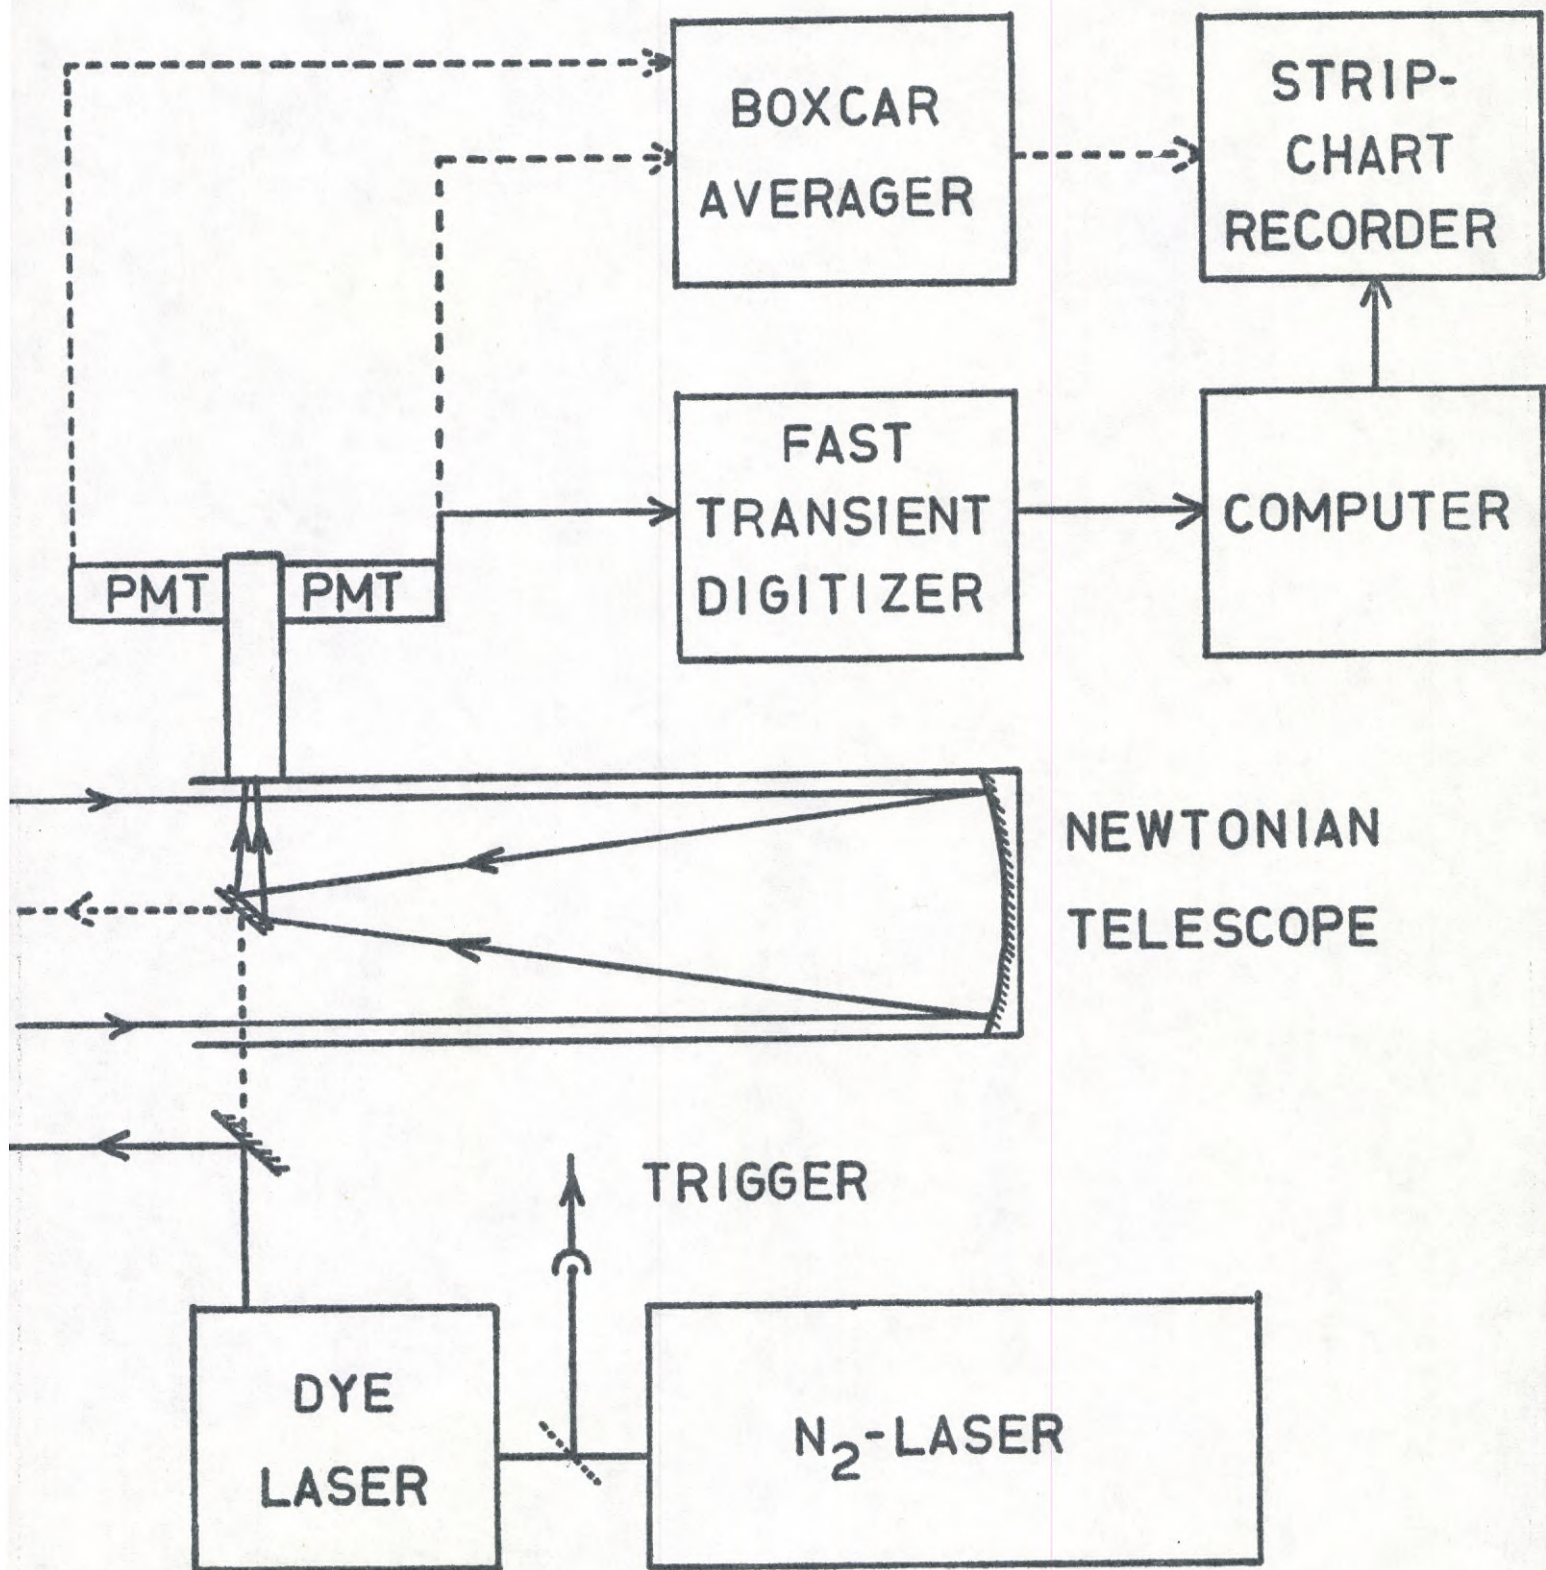 BOXCAR
AVERAGER
STRIP-
CHART
RECORDER
FAST
TRANSIENT
DIGITIZER
COMPUTER
PMT
PMT
NEWTONIAN
TELESCOPE
TRIGGER
DYE
LASER
N₂-LASER